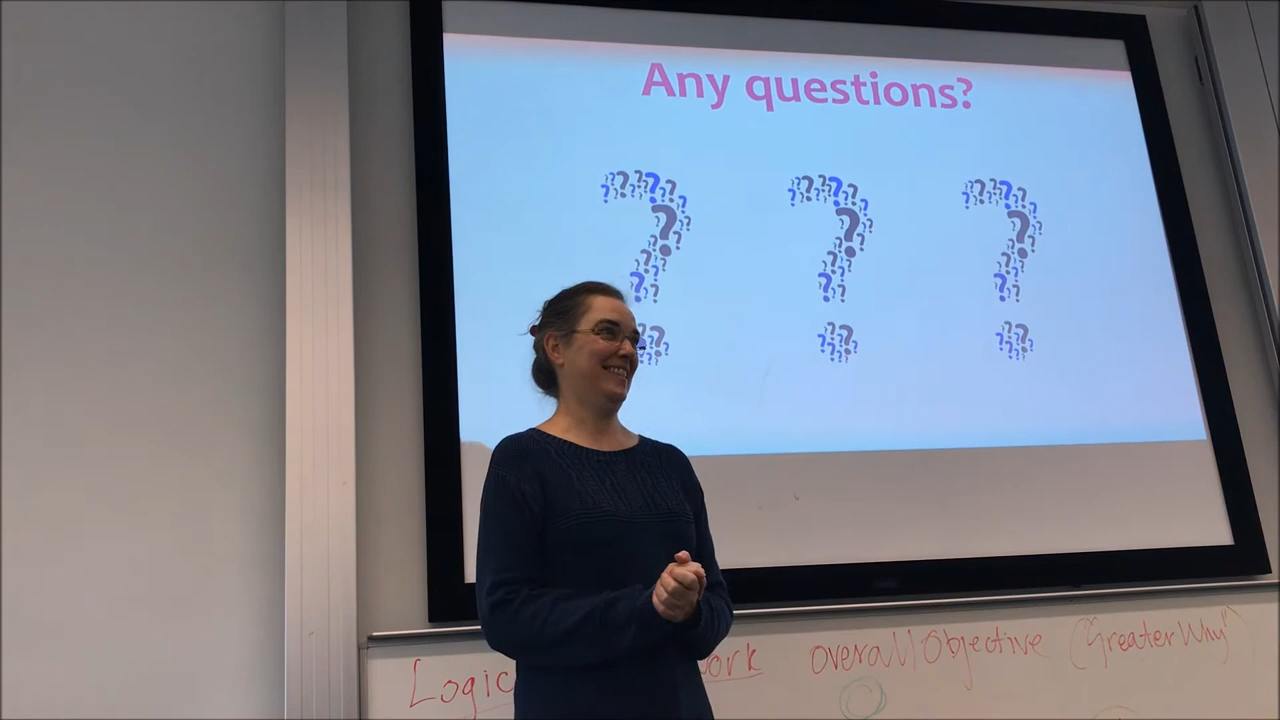 Any questions?
? ? ?
Logic work overall Objective ("Greater Why")